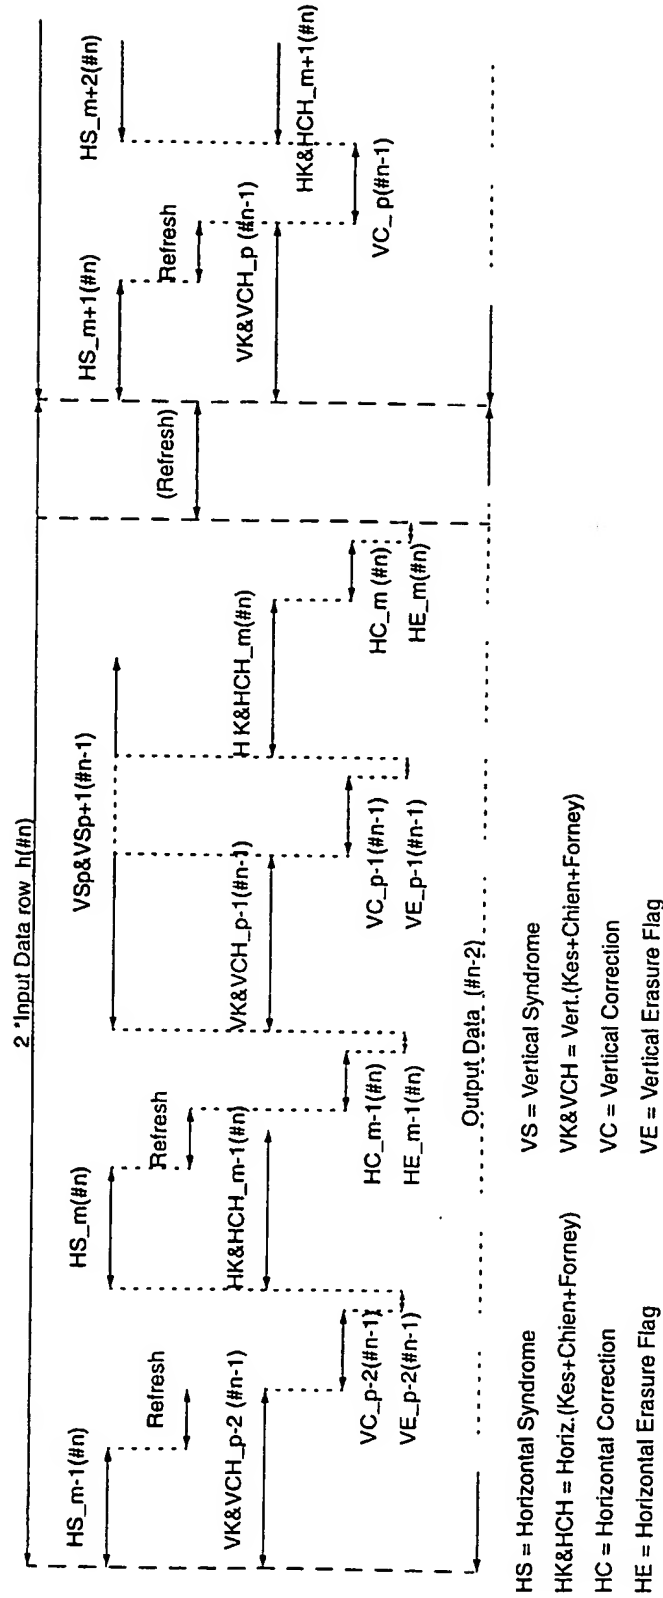 2 *Input Data row_h(#n)
HS_m-1(#n)
HS_m(#n)
VSp&VSp+1(#n-1)
HS_m+1(#n)
HS_m+2(#n)
Refresh
Refresh
(Refresh)
Refresh
VK&VCH_p-2 (#n-1)
HK&HCH_m-1(#n)
VK&VCH_p-1(#n-1)
H K&HCH_m(#n)
VK&VCH_p (#n-1)
HK&HCH_m+1(#n)
VC_p-2(#n-1)
HC_m-1(#n)
VC_p-1(#n-1)
HC_m (#n)
VC_ p(#n-1)
VE_p-2(#n-1)
HE_m-1(#n)
VE_p-1(#n-1)
HE_m(#n)
Output Data_(#n-2)
HS = Horizontal Syndrome
VS = Vertical Syndrome
HK&HCH = Horiz.(Kes+Chien+Forney)
VK&VCH = Vert.(Kes+Chien+Forney)
HC = Horizontal Correction
VC = Vertical Correction
HE = Horizontal Erasure Flag
VE = Vertical Erasure Flag